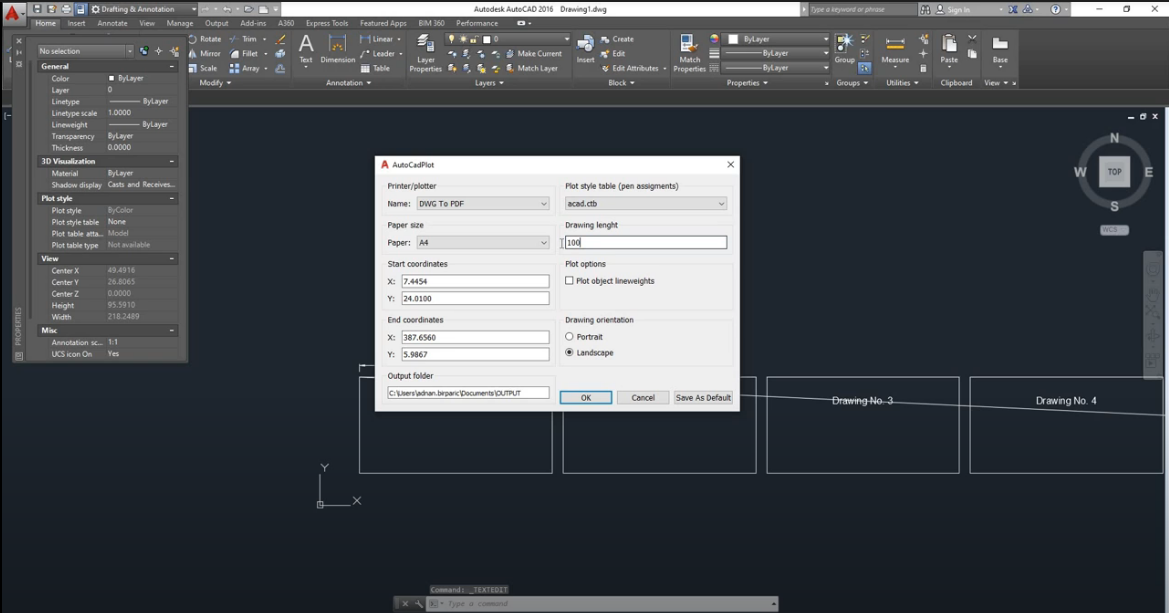 Drafting & Annotation
Autodesk AutoCAD 2016 Drawing1.dwg
Type a keyword or phrase
Sign In
Home Insert Annotate View Manage Output Add-ins A360 Express Tools Featured Apps BIM 360 Performance
No selection
Rotate Trim
Mirror Fillet
Scale Array
Modify
Text
Dimension
Linear
Leader
Table
Annotation
Layer
Properties
0
Make Current
Match Layer
Layers
Insert
Create
Edit
Edit Attributes
Block
Match
Properties
ByLayer
ByLayer
ByLayer
Properties
Group
Groups
Measure
Utilities
Paste
Clipboard
Base
View
General
Color ByLayer
Layer 0
Linetype ByLayer
Linetype scale 1.0000
Lineweight ByLayer
Transparency ByLayer
Thickness 0.0000
3D Visualization
Material ByLayer
Shadow display Casts and Receives...
Plot style
Plot style ByColor
Plot style table None
Plot table atta... Model
Plot table type Not available
View
Center X 49.4916
Center Y 26.8065
Center Z 0.0000
Height 95.5910
Width 218.2489
Misc
Annotation sc... 1:1
UCS icon On Yes
PROPERTIES
AutoCadPlot
Printer/plotter
Name: DWG To PDF
Plot style table (pen assigments)
acad.ctb
Paper size
Paper: A4
Drawing lenght
100
Start coordinates
X: 7.4454
Y: 24.0100
Plot options
Plot object lineweights
End coordinates
X: 387.6560
Y: 5.9867
Drawing orientation
Portrait
Landscape
Output folder
C:\Users\adnan.birparic\Documents\OUTPUT
OK Cancel Save As Default
N
W TOP E
S
WCS
Drawing No. 3
Drawing No. 4
Y
X
Command: _TEXTEDIT
Type a command